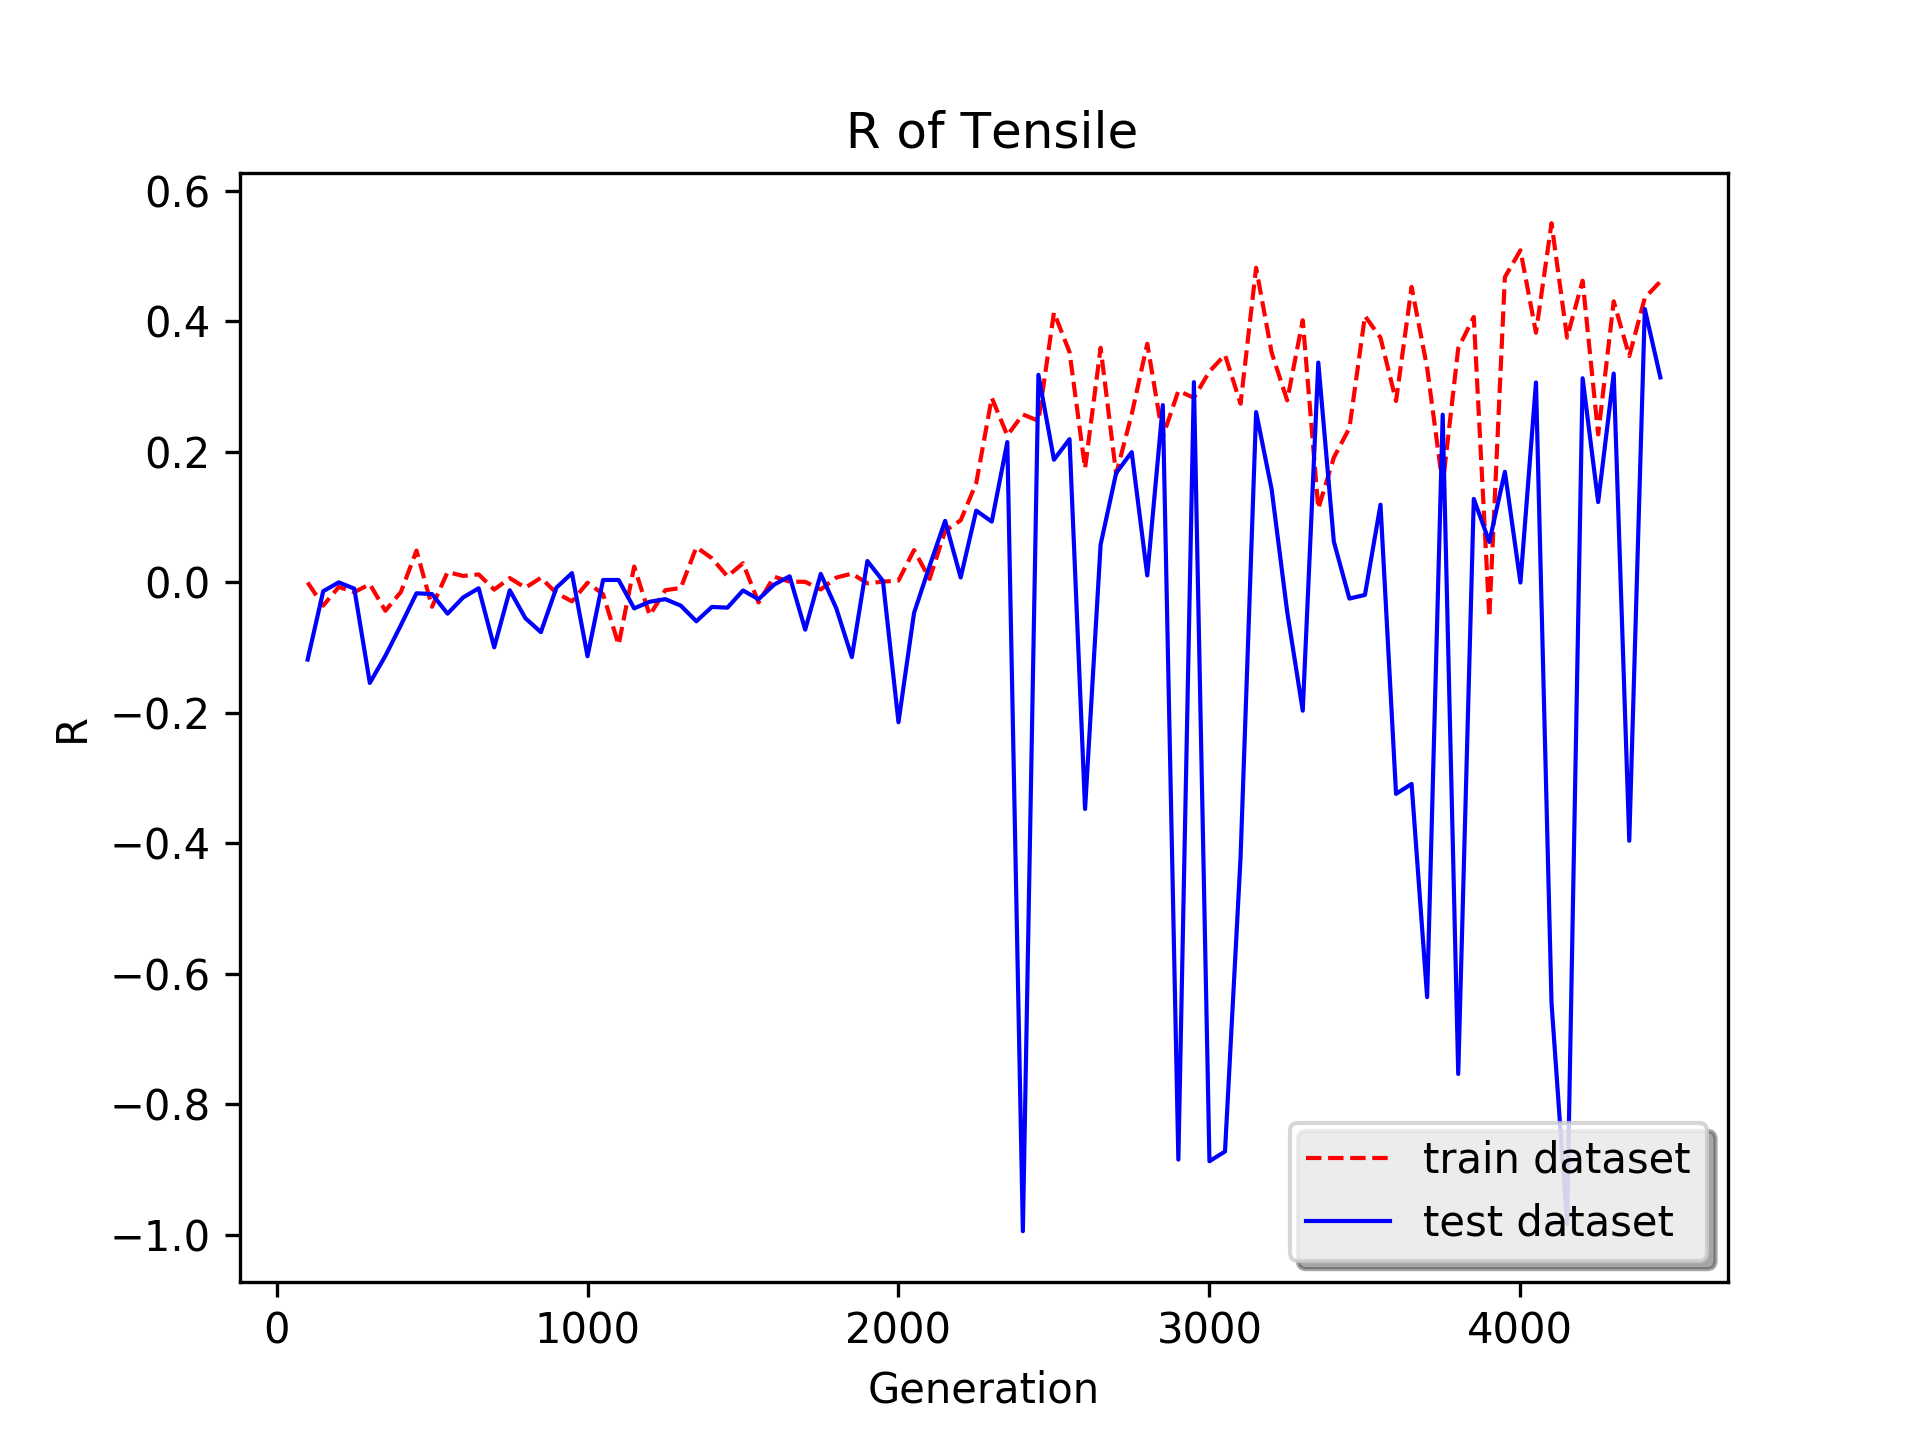 R of Tensile
0.6
0.4
0.2
0.0
−0.2
−0.4
−0.6
−0.8
−1.0
R
train dataset
test dataset
0 1000 2000 3000 4000
Generation